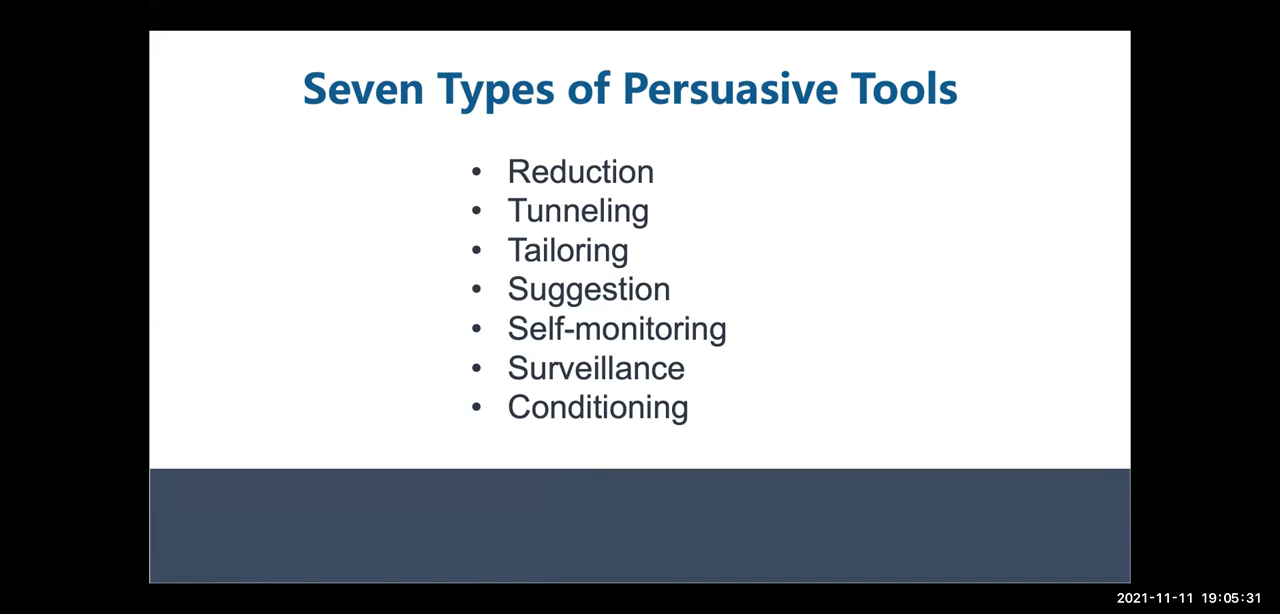 Seven Types of Persuasive Tools
• Reduction
• Tunneling
• Tailoring
• Suggestion
• Self-monitoring
• Surveillance
• Conditioning
2021-11-11 19:05:31